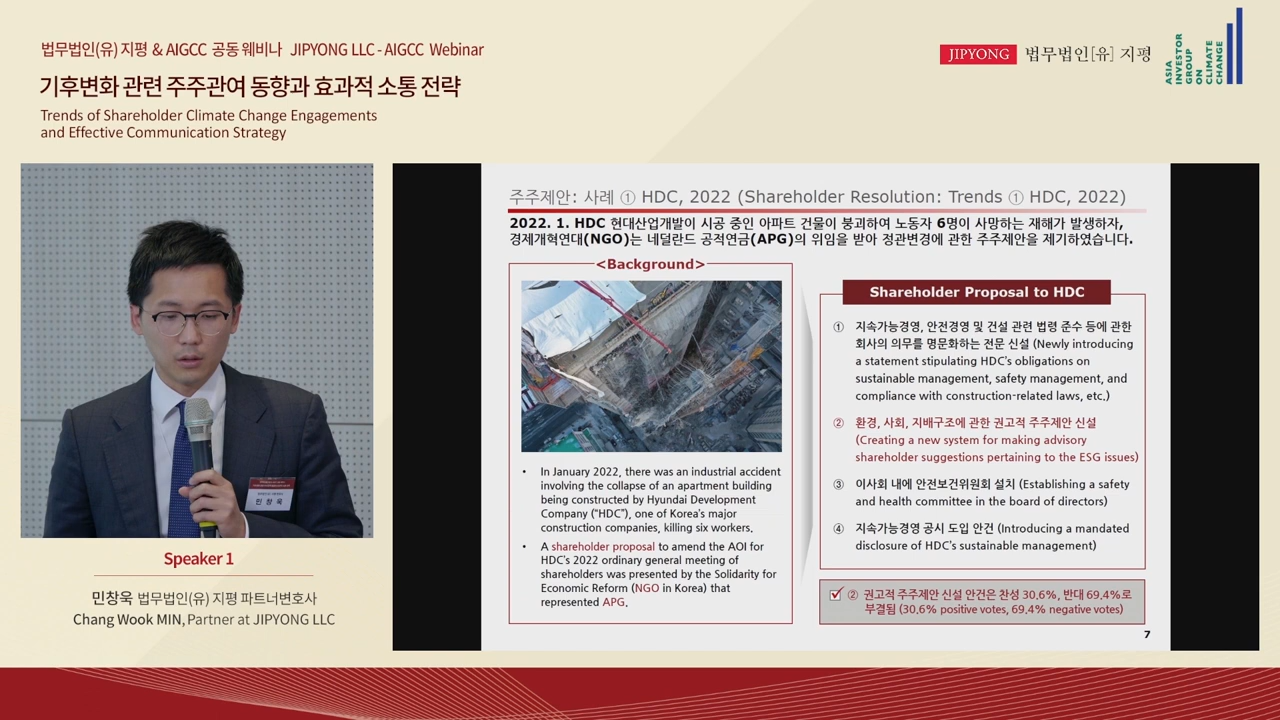 법무법인(유) 지평 & AIGCC 공동 웨비나 JIPYONG LLC - AIGCC Webinar
기후변화 관련 주주관여 동향과 효과적 소통 전략
Trends of Shareholder Climate Change Engagements
and Effective Communication Strategy
JIPYONG 법무법인[유] 지평
ASIA
INVESTOR
GROUP
ON
CLIMATE
CHANGE
민 창 욱
Speaker 1
민창욱 법무법인(유) 지평 파트너변호사
Chang Wook MIN, Partner at JIPYONG LLC
주주제안: 사례 ① HDC, 2022 (Shareholder Resolution: Trends ① HDC, 2022)
2022. 1. HDC 현대산업개발이 시공 중인 아파트 건물이 붕괴하여 노동자 6명이 사망하는 재해가 발생하자,
경제개혁연대(NGO)는 네덜란드 공적연금(APG)의 위임을 받아 정관변경에 관한 주주제안을 제기하였습니다.
<Background>
• In January 2022, there was an industrial accident
involving the collapse of an apartment building
being constructed by Hyundai Development
Company ("HDC"), one of Korea's major
construction companies, killing six workers.
• A shareholder proposal to amend the AOI for
HDC's 2022 ordinary general meeting of
shareholders was presented by the Solidarity for
Economic Reform (NGO in Korea) that
represented APG.
Shareholder Proposal to HDC
① 지속가능경영, 안전경영 및 건설 관련 법령 준수 등에 관한
회사의 의무를 명문화하는 전문 신설 (Newly introducing
a statement stipulating HDC's obligations on
sustainable management, safety management, and
compliance with construction-related laws, etc.)
② 환경, 사회, 지배구조에 관한 권고적 주주제안 신설
(Creating a new system for making advisory
shareholder suggestions pertaining to the ESG issues)
③ 이사회 내에 안전보건위원회 설치 (Establishing a safety
and health committee in the board of directors)
④ 지속가능경영 공시 도입 안건 (Introducing a mandated
disclosure of HDC's sustainable management)
② 권고적 주주제안 신설 안건은 찬성 30.6%, 반대 69.4%로
부결됨 (30.6% positive votes, 69.4% negative votes)
7